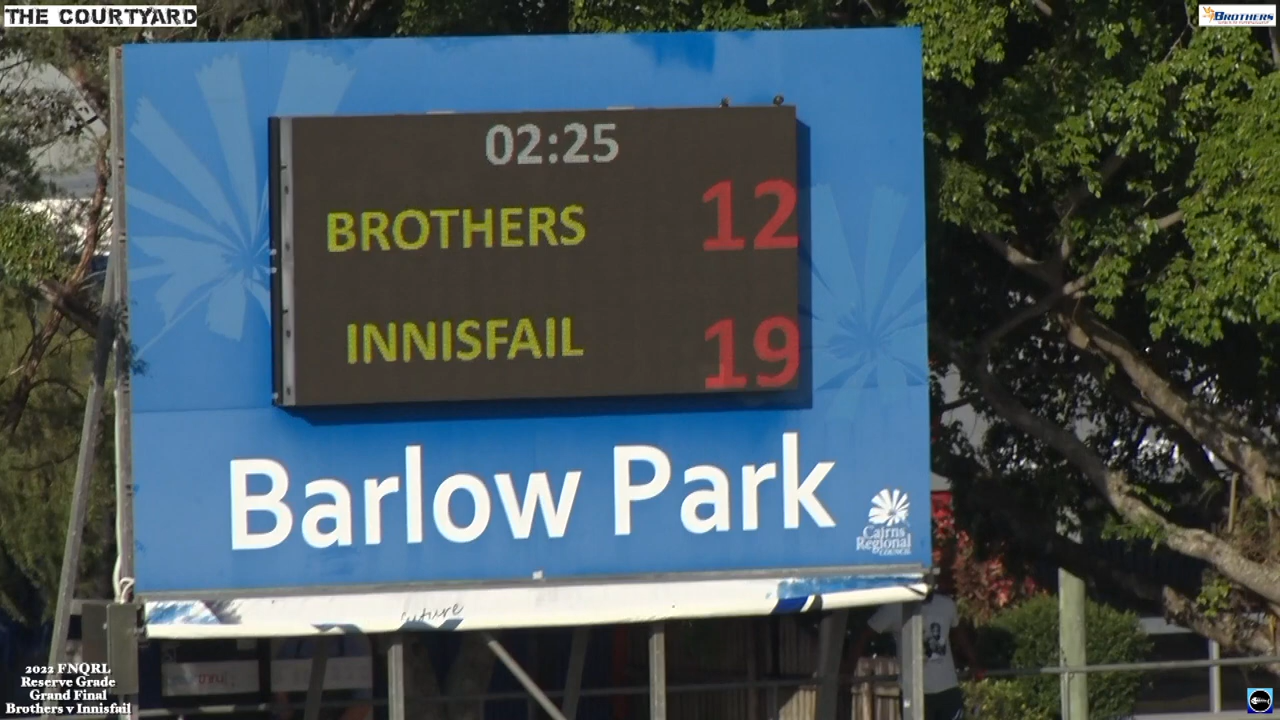 THE COURTYARD
BROTHERS
02:25
BROTHERS 12
INNISFAIL 19
Barlow Park
Cairns
Regional
COUNCIL
future
2022 FNQRL
Reserve Grade
Grand Final
Brothers v Innisfail